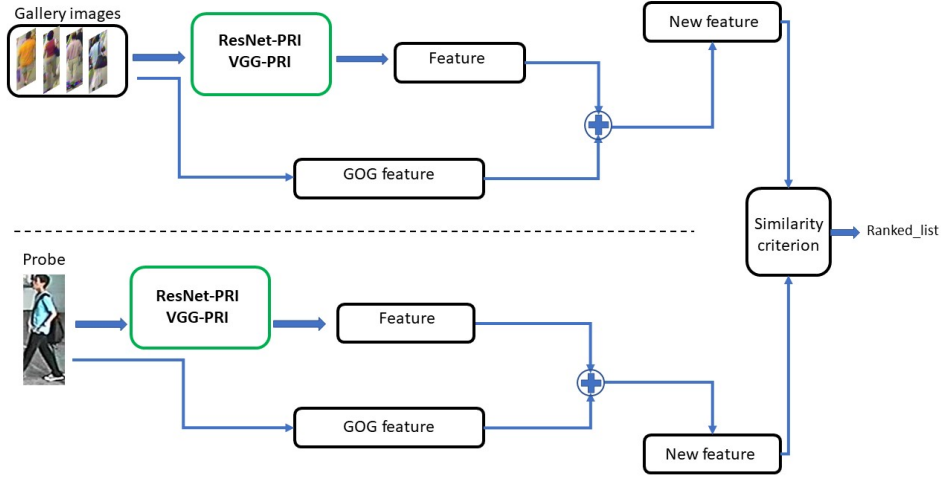 Gallery images
ResNet-PRI
VGG-PRI
Feature
New feature
GOG feature
Similarity
criterion
Ranked_list
Probe
ResNet-PRI
VGG-PRI
Feature
GOG feature
New feature